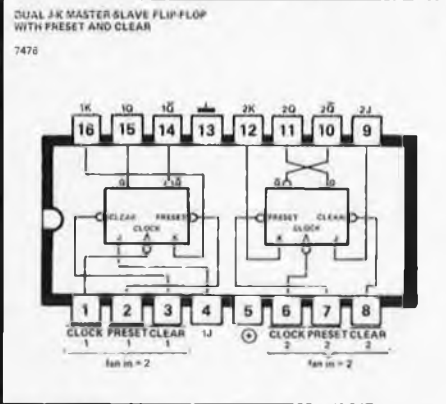 DUAL J-K MASTER-SLAVE FLIP-FLOP
WITH PRESET AND CLEAR
7476
1K 1Q 1Q̅ 2K 2Q 2Q̅ 2J
16 15 14 13 12 11 10 9
Q Q̅ Q̅ Q
CLEAR PRESET PRESET CLEAR
CLOCK CLOCK
J K K J
1 2 3 4 5 6 7 8
CLOCK PRESET CLEAR 1J + CLOCK PRESET CLEAR
1 1 1 2 2 2
fan in = 2 fan in = 2